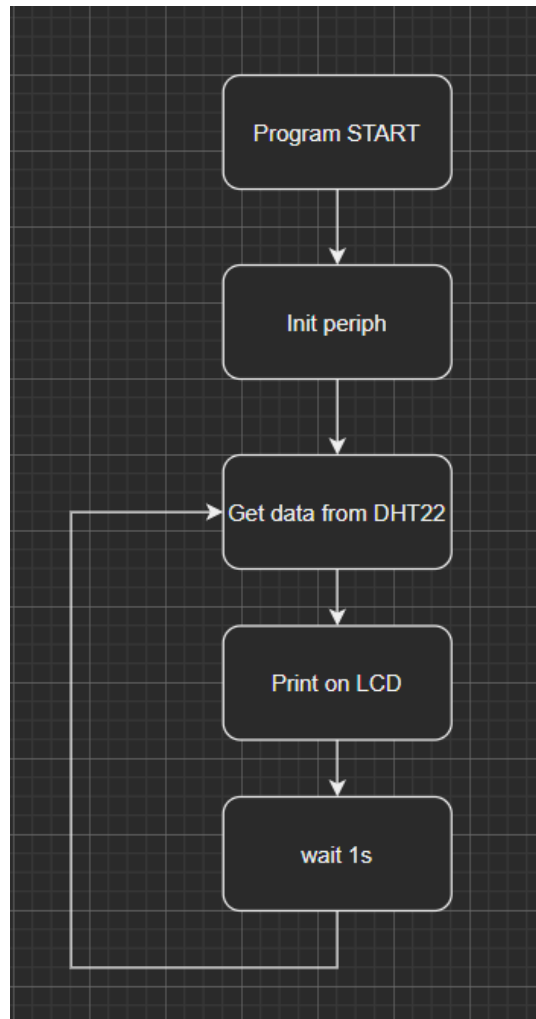 Program START
Init periph
Get data from DHT22
Print on LCD
wait 1s